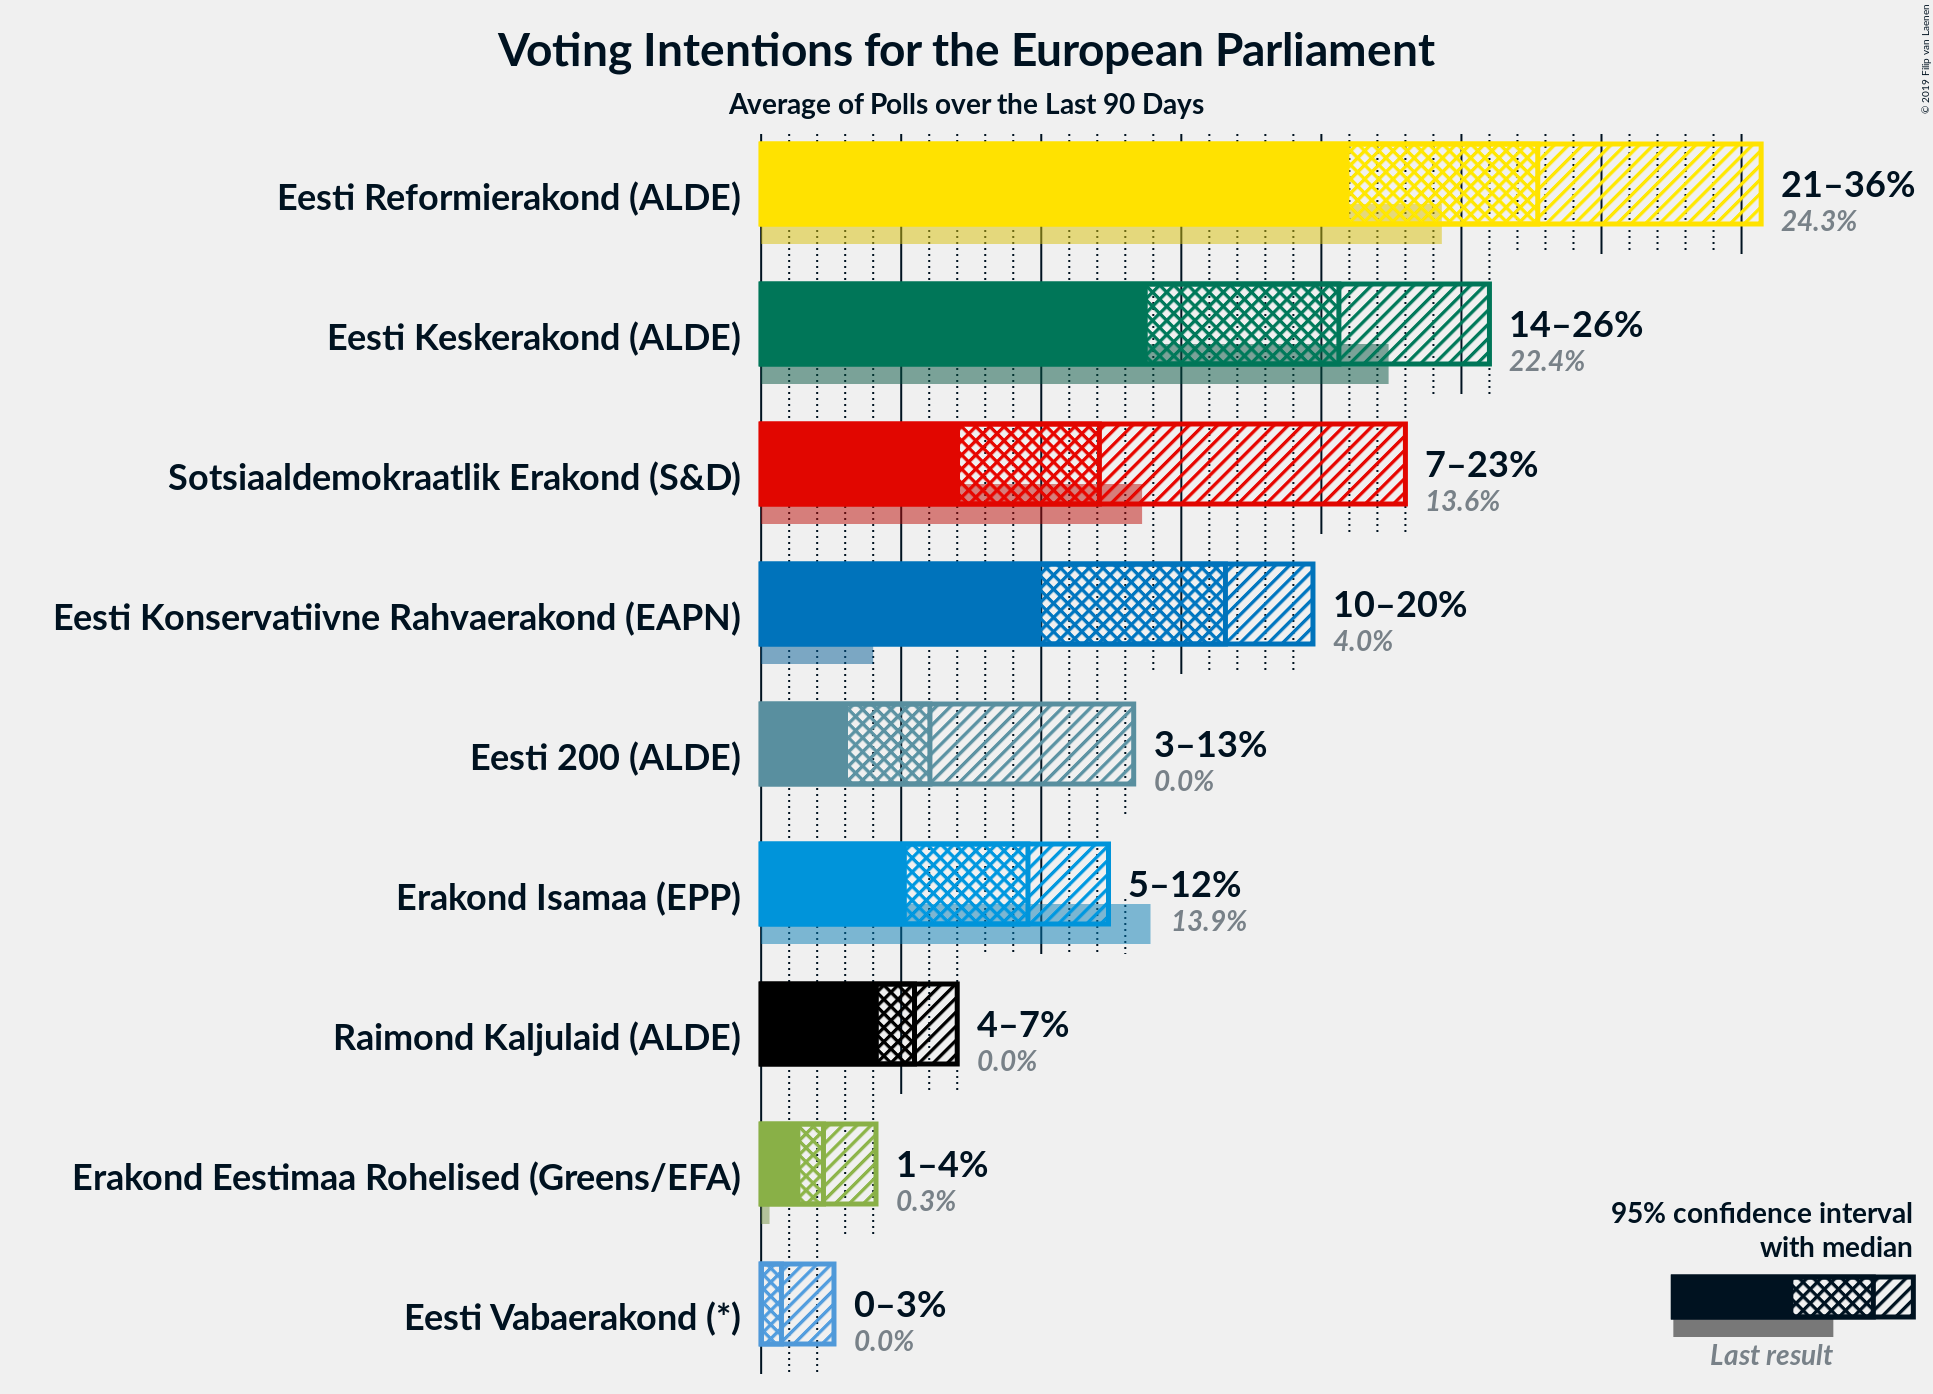 © 2019 Filip van Laenen
Voting Intentions for the European Parliament
Average of Polls over the Last 90 Days
Eesti Reformierakond (ALDE)
21–36%
24.3%
Eesti Keskerakond (ALDE)
14–26%
22.4%
Sotsiaaldemokraatlik Erakond (S&D)
7–23%
13.6%
Eesti Konservatiivne Rahvaerakond (EAPN)
10–20%
4.0%
Eesti 200 (ALDE)
3–13%
0.0%
Erakond Isamaa (EPP)
5–12%
13.9%
Raimond Kaljulaid (ALDE)
4–7%
0.0%
Erakond Eestimaa Rohelised (Greens/EFA)
1–4%
0.3%
Eesti Vabaerakond (*)
0–3%
0.0%
95% confidence interval
with median
Last result